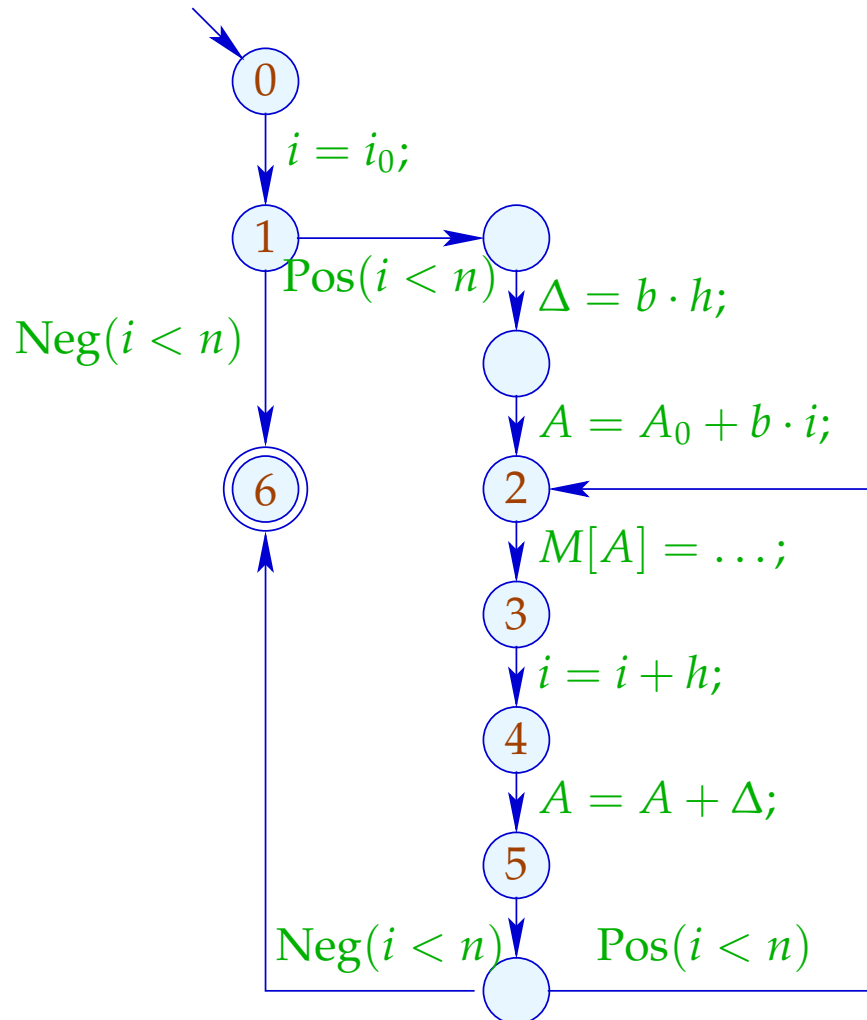 0
i = i₀;
1
Pos(i < n)
Δ = b · h;
Neg(i < n)
A = A₀ + b · i;
6
2
M[A] = . . . ;
3
i = i + h;
4
A = A + Δ;
5
Neg(i < n)
Pos(i < n)